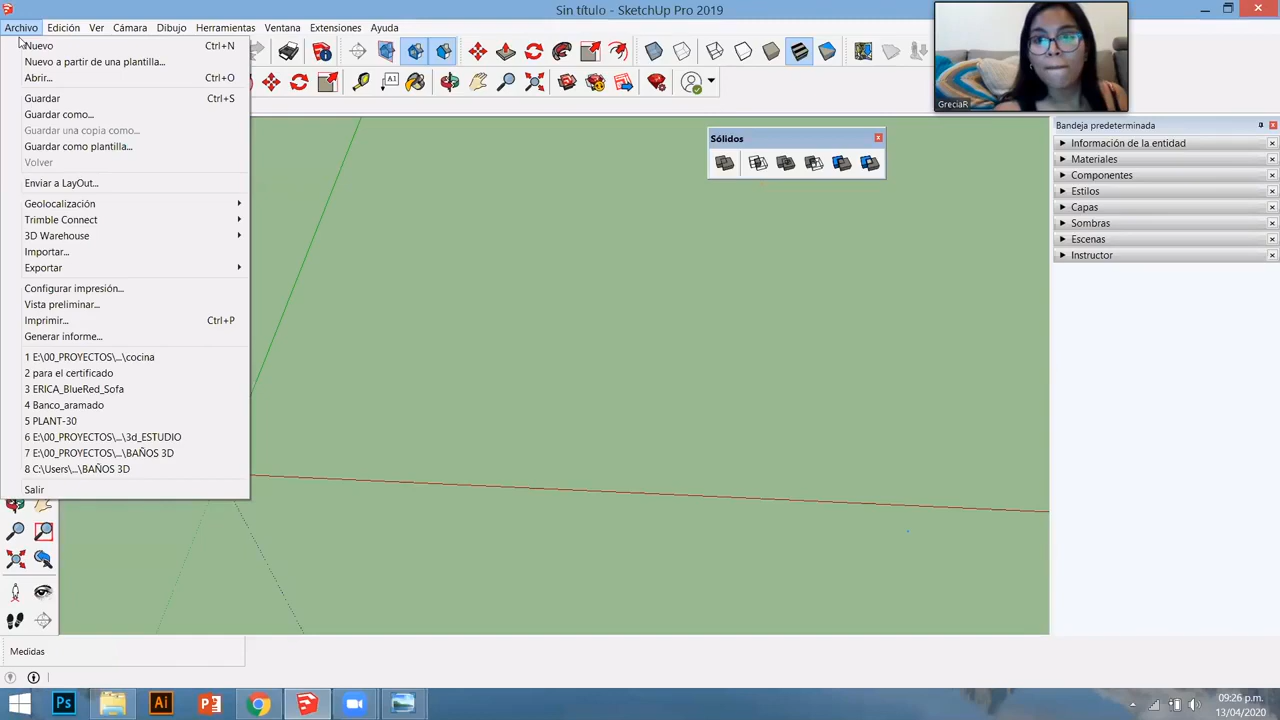 Sin título - SketchUp Pro 2019
Archivo Edición Ver Cámara Dibujo Herramientas Ventana Extensiones Ayuda
Nuevo Ctrl+N
Nuevo a partir de una plantilla...
Abrir... Ctrl+O
Guardar Ctrl+S
Guardar como...
Guardar una copia como...
Guardar como plantilla...
Volver
Enviar a LayOut...
Geolocalización
Trimble Connect
3D Warehouse
Importar...
Exportar
Configurar impresión...
Vista preliminar...
Imprimir... Ctrl+P
Generar informe...
1 E:\00_PROYECTOS\...\cocina
2 para el certificado
3 ERICA_BlueRed_Sofa
4 Banco_aramado
5 PLANT-30
6 E:\00_PROYECTOS\...\3d_ESTUDIO
7 E:\00_PROYECTOS\...\BAÑOS 3D
8 C:\Users\...\BAÑOS 3D
Salir
A1
Sólidos
GreciaR
Bandeja predeterminada
Información de la entidad
Materiales
Componentes
Estilos
Capas
Sombras
Escenas
Instructor
Medidas
Ps
Ai
P
09:26 p.m.
13/04/2020